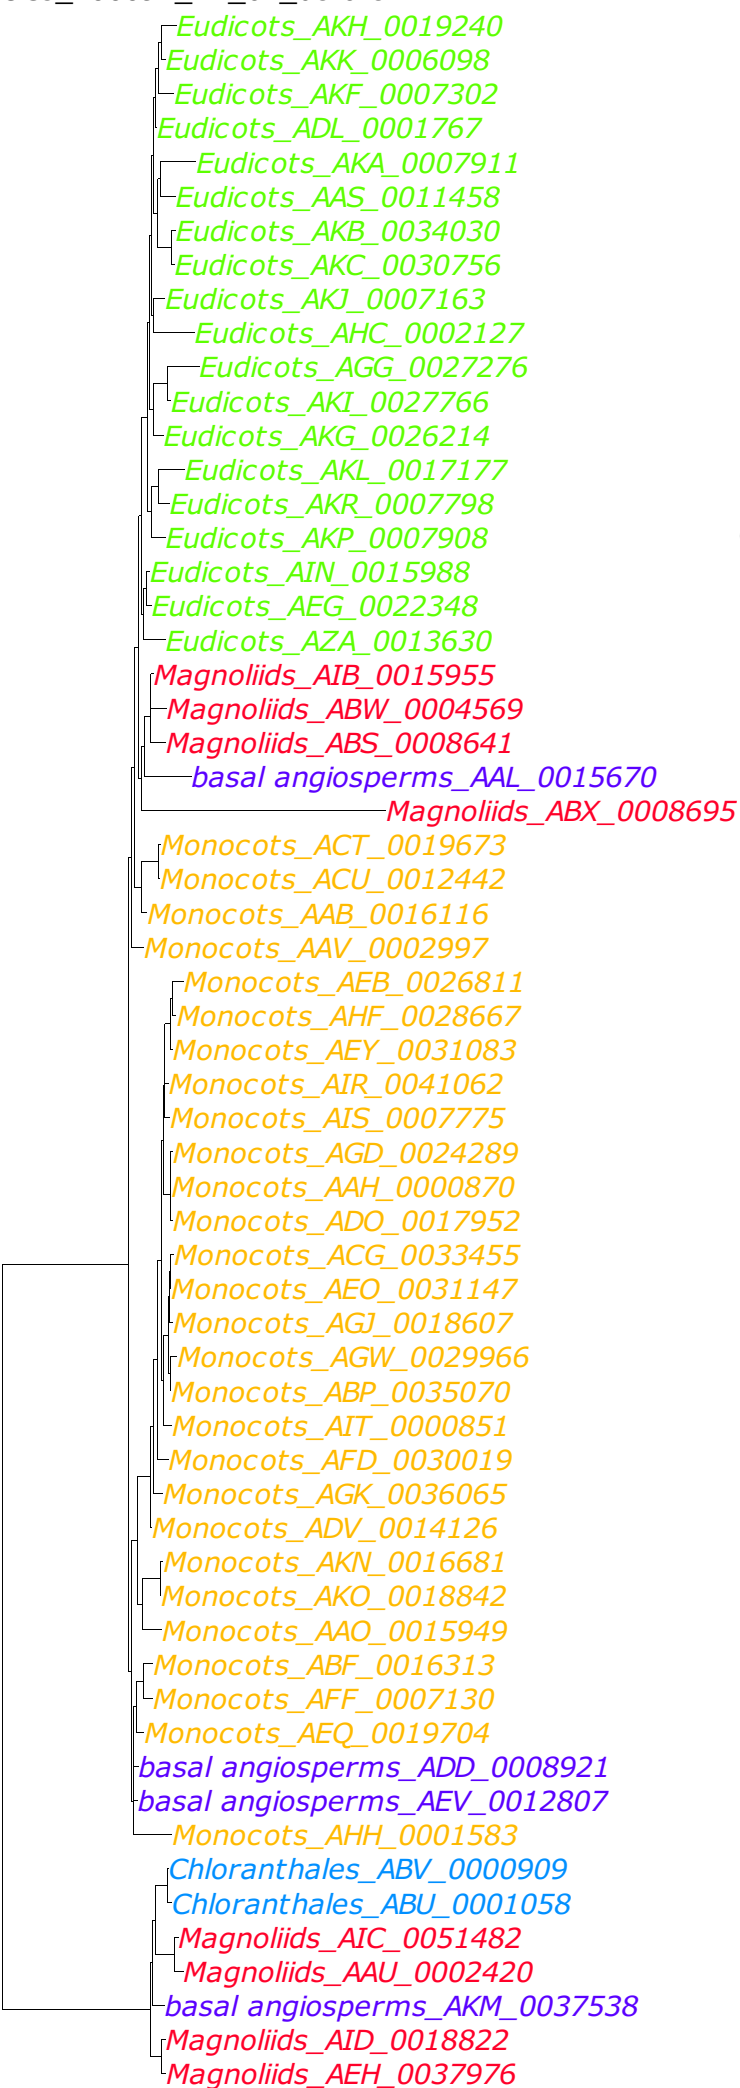 Eudicots_AKH_0019240
Eudicots_AKK_0006098
Eudicots_AKF_0007302
Eudicots_ADL_0001767
Eudicots_AKA_0007911
Eudicots_AAS_0011458
Eudicots_AKB_0034030
Eudicots_AKC_0030756
Eudicots_AKJ_0007163
Eudicots_AHC_0002127
Eudicots_AGG_0027276
Eudicots_AKI_0027766
Eudicots_AKG_0026214
Eudicots_AKL_0017177
Eudicots_AKR_0007798
Eudicots_AKP_0007908
Eudicots_AIN_0015988
Eudicots_AEG_0022348
Eudicots_AZA_0013630
Magnoliids_AIB_0015955
Magnoliids_ABW_0004569
Magnoliids_ABS_0008641
basal angiosperms_AAL_0015670
Magnoliids_ABX_0008695
Monocots_ACT_0019673
Monocots_ACU_0012442
Monocots_AAB_0016116
Monocots_AAV_0002997
Monocots_AEB_0026811
Monocots_AHF_0028667
Monocots_AEY_0031083
Monocots_AIR_0041062
Monocots_AIS_0007775
Monocots_AGD_0024289
Monocots_AAH_0000870
Monocots_ADO_0017952
Monocots_ACG_0033455
Monocots_AEO_0031147
Monocots_AGJ_0018607
Monocots_AGW_0029966
Monocots_ABP_0035070
Monocots_AIT_0000851
Monocots_AFD_0030019
Monocots_AGK_0036065
Monocots_ADV_0014126
Monocots_AKN_0016681
Monocots_AKO_0018842
Monocots_AAO_0015949
Monocots_ABF_0016313
Monocots_AFF_0007130
Monocots_AEQ_0019704
basal angiosperms_ADD_0008921
basal angiosperms_AEV_0012807
Monocots_AHH_0001583
Chloranthales_ABV_0000909
Chloranthales_ABU_0001058
Magnoliids_AIC_0051482
Magnoliids_AAU_0002420
basal angiosperms_AKM_0037538
Magnoliids_AID_0018822
Magnoliids_AEH_0037976